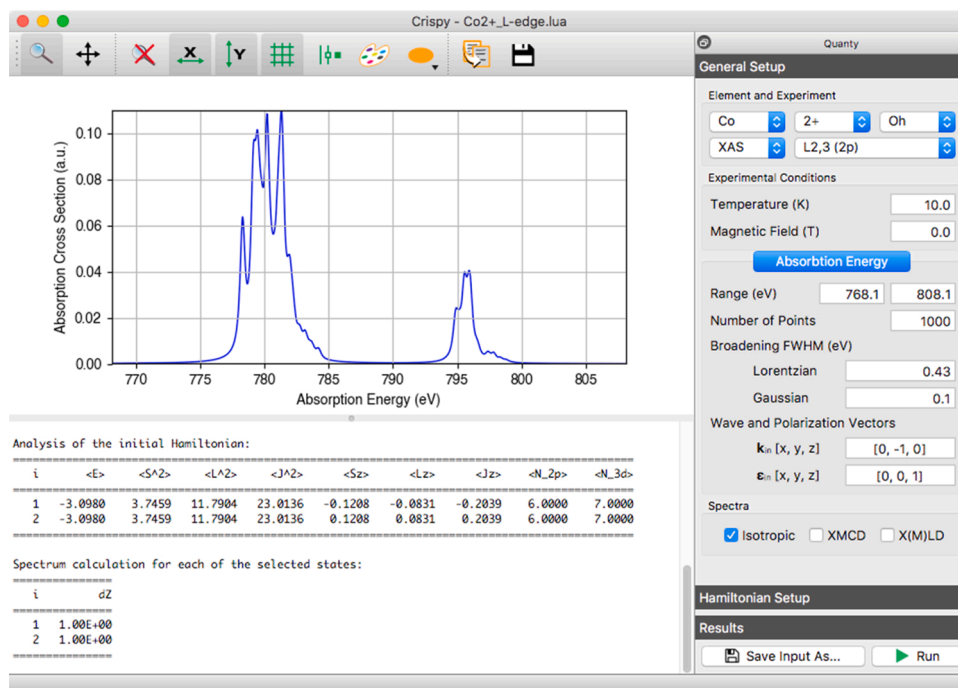 Crispy - Co2+_L-edge.lua
X
Y
Absorption Cross Section (a.u.)
0.10
0.08
0.06
0.04
0.02
0.00
770 775 780 785 790 795 800 805
Absorption Energy (eV)
Analysis of the initial Hamiltonian:
================================================================================
i <E> <S^2> <L^2> <J^2> <Sz> <Lz> <Jz> <N_2p> <N_3d>
================================================================================
1 -3.0980 3.7459 11.7904 23.0136 -0.1208 -0.0831 -0.2039 6.0000 7.0000
2 -3.0980 3.7459 11.7904 23.0136 0.1208 0.0831 0.2039 6.0000 7.0000
================================================================================
Spectrum calculation for each of the selected states:
===============
i dZ
===============
1 1.00E+00
2 1.00E+00
===============
Quanty
General Setup
Element and Experiment
Co 2+ Oh
XAS L2,3 (2p)
Experimental Conditions
Temperature (K) 10.0
Magnetic Field (T) 0.0
Absorbtion Energy
Range (eV) 768.1 808.1
Number of Points 1000
Broadening FWHM (eV)
Lorentzian 0.43
Gaussian 0.1
Wave and Polarization Vectors
kin [x, y, z] [0, -1, 0]
εin [x, y, z] [0, 0, 1]
Spectra
Isotropic XMCD X(M)LD
Hamiltonian Setup
Results
Save Input As... Run